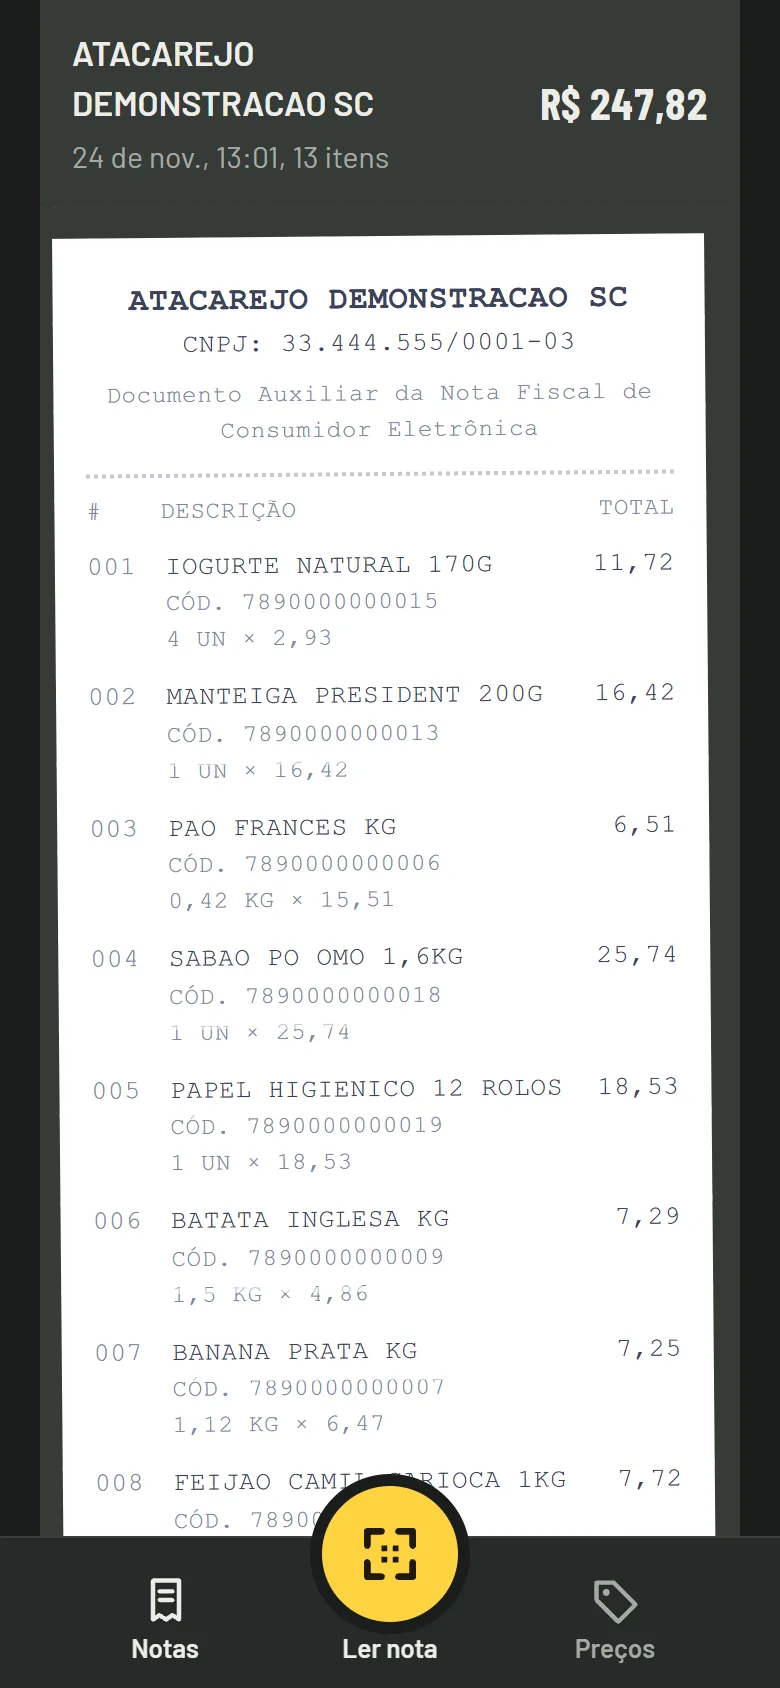 ATACAREJO
DEMONSTRACAO SC
R$ 247,82
24 de nov., 13:01, 13 itens
ATACAREJO DEMONSTRACAO SC
CNPJ: 33.444.555/0001-03
Documento Auxiliar da Nota Fiscal de
Consumidor Eletrônica
# DESCRIÇÃO TOTAL
001 IOGURTE NATURAL 170G 11,72
CÓD. 7890000000015
4 UN × 2,93
002 MANTEIGA PRESIDENT 200G 16,42
CÓD. 7890000000013
1 UN × 16,42
003 PAO FRANCES KG 6,51
CÓD. 7890000000006
0,42 KG × 15,51
004 SABAO PO OMO 1,6KG 25,74
CÓD. 7890000000018
1 UN × 25,74
005 PAPEL HIGIENICO 12 ROLOS 18,53
CÓD. 7890000000019
1 UN × 18,53
006 BATATA INGLESA KG 7,29
CÓD. 7890000000009
1,5 KG × 4,86
007 BANANA PRATA KG 7,25
CÓD. 7890000000007
1,12 KG × 6,47
008 FEIJAO 1KG 7,72
CÓD.
Notas
Ler nota
Preços